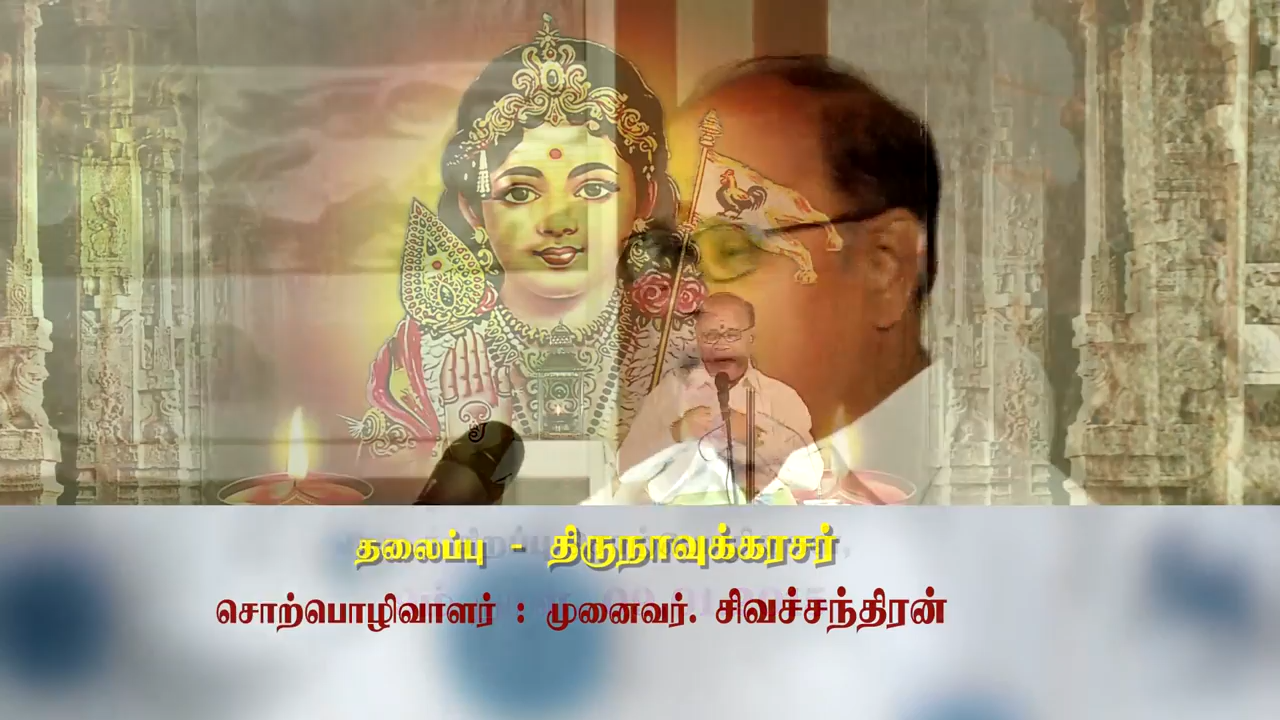 தலைப்பு - திருநாவுக்கரசர்
சொற்பொழிவாளர் : முனைவர். சிவச்சந்திரன்